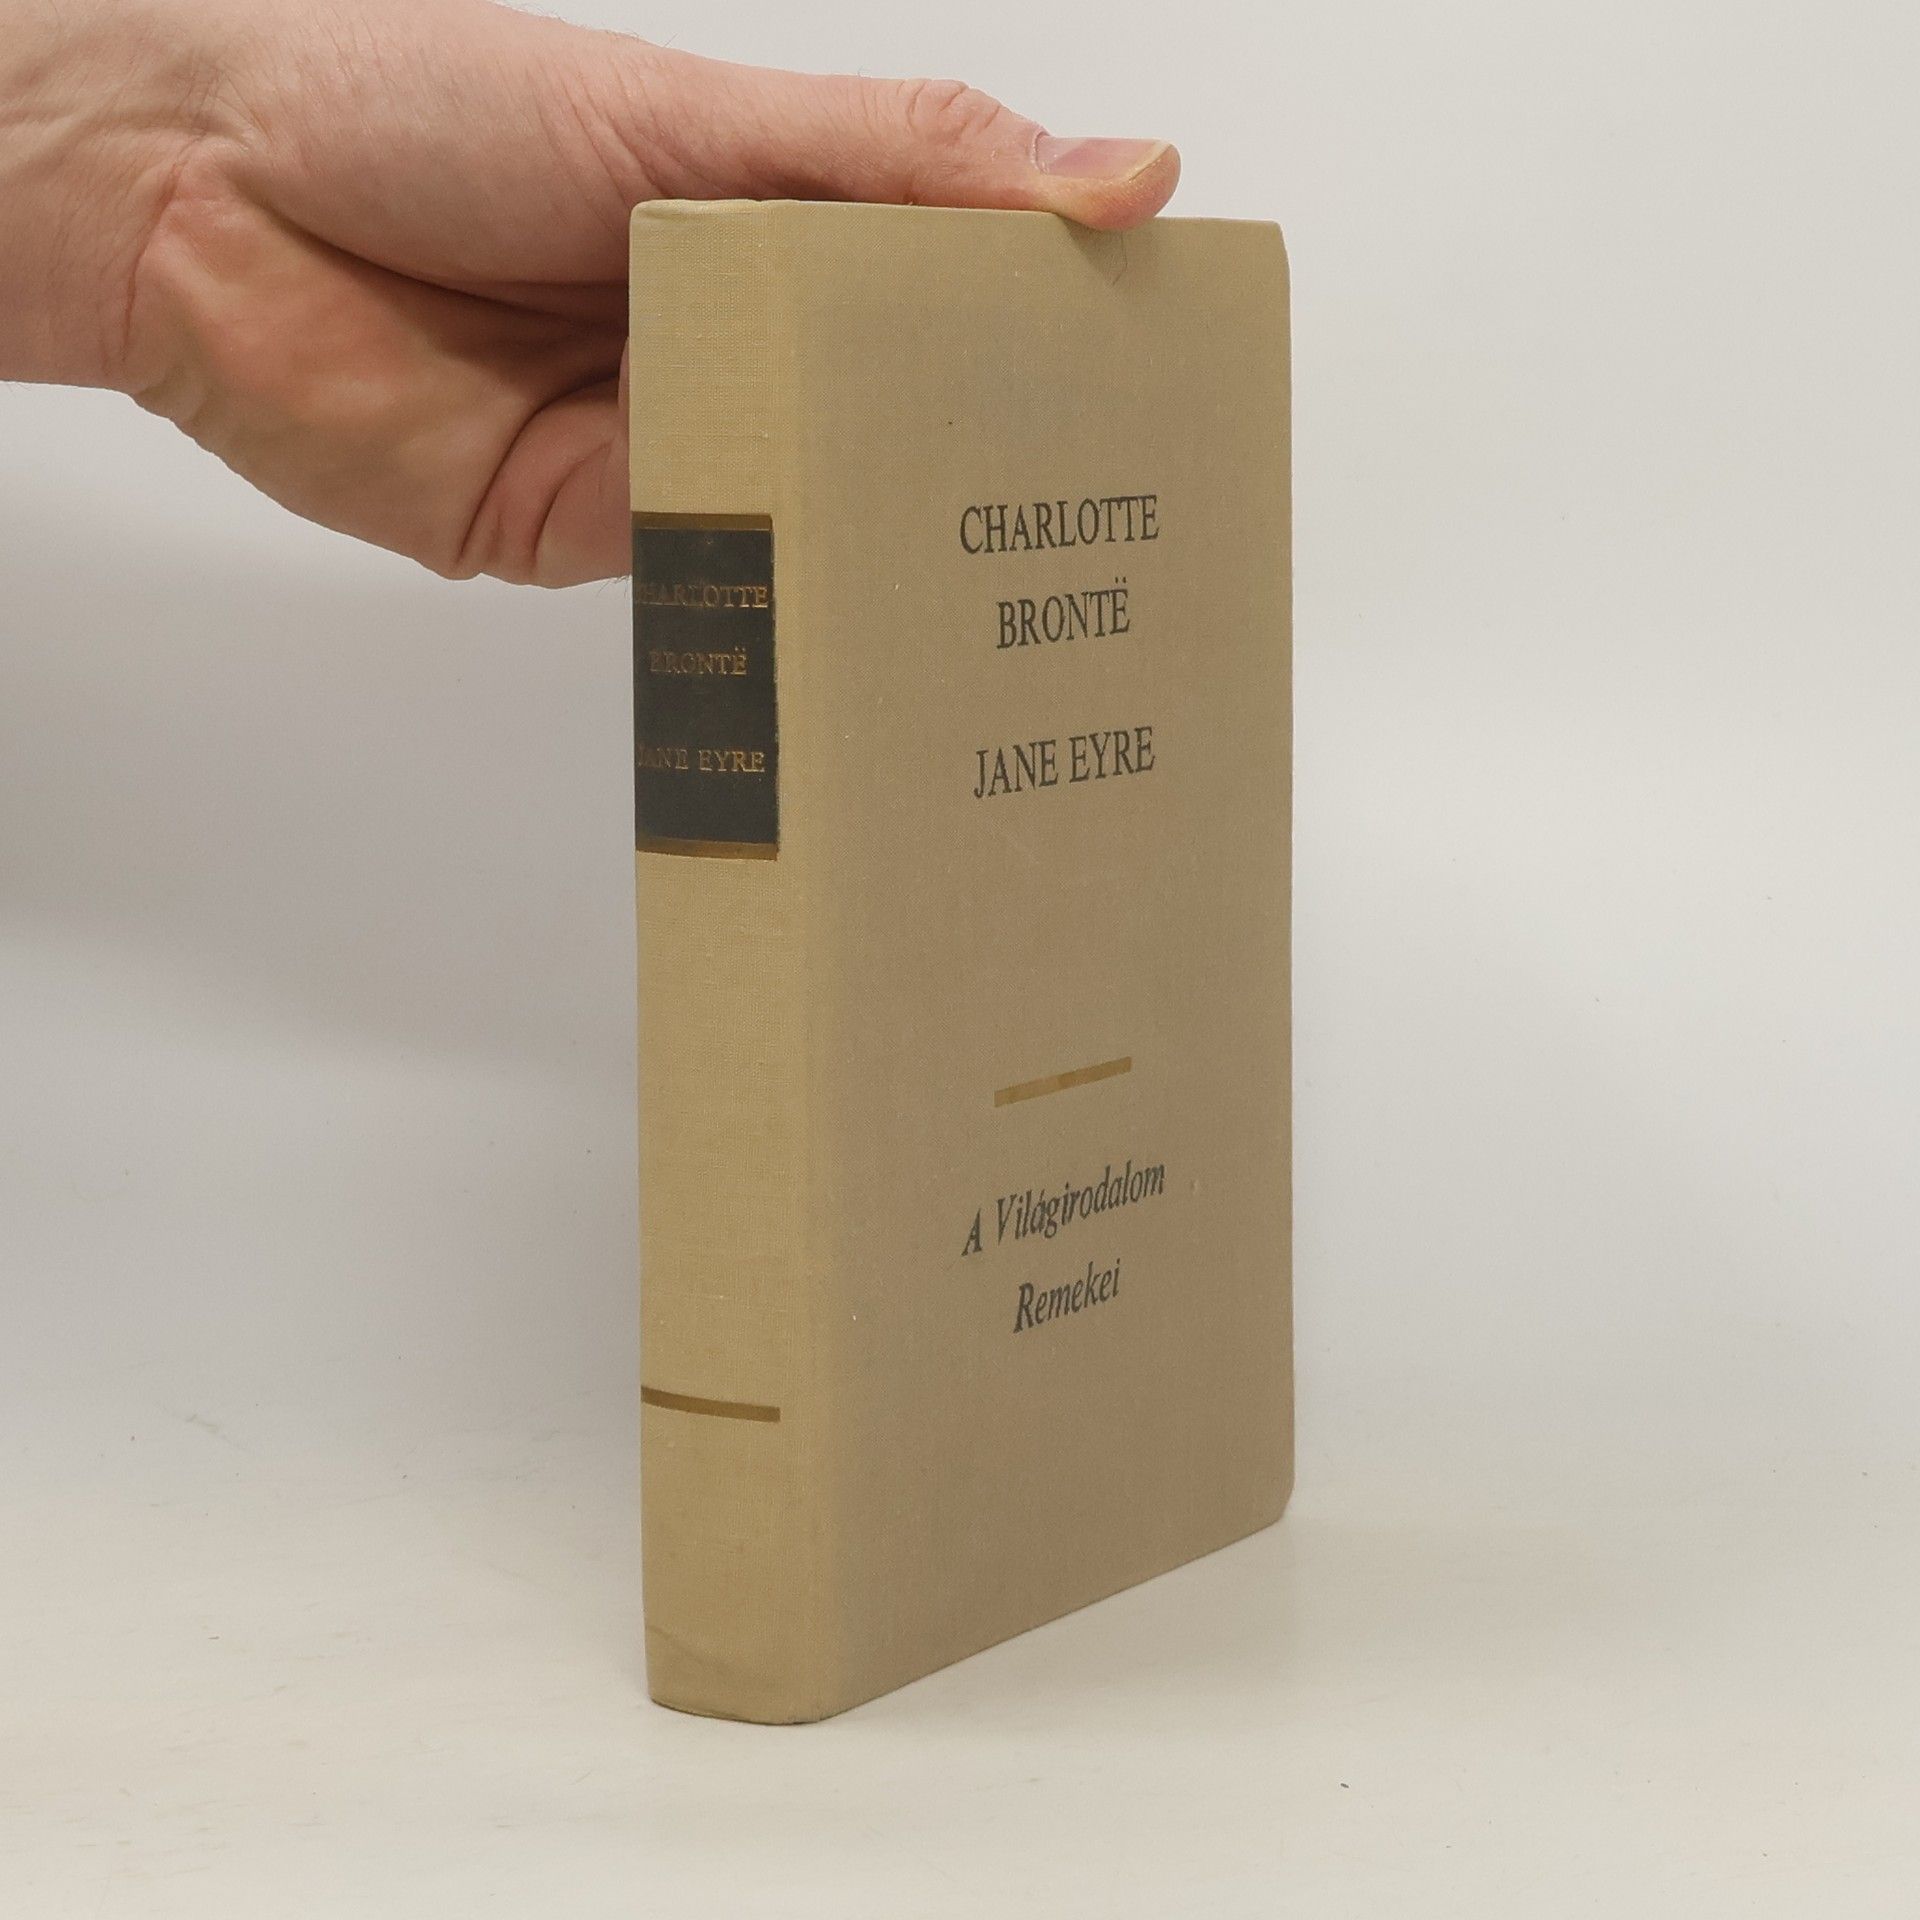 CHARLOTTE
BRONTË
JANE EYRE
CHARLOTTE
BRONTË
JANE EYRE
A Világirodalom
Remekei